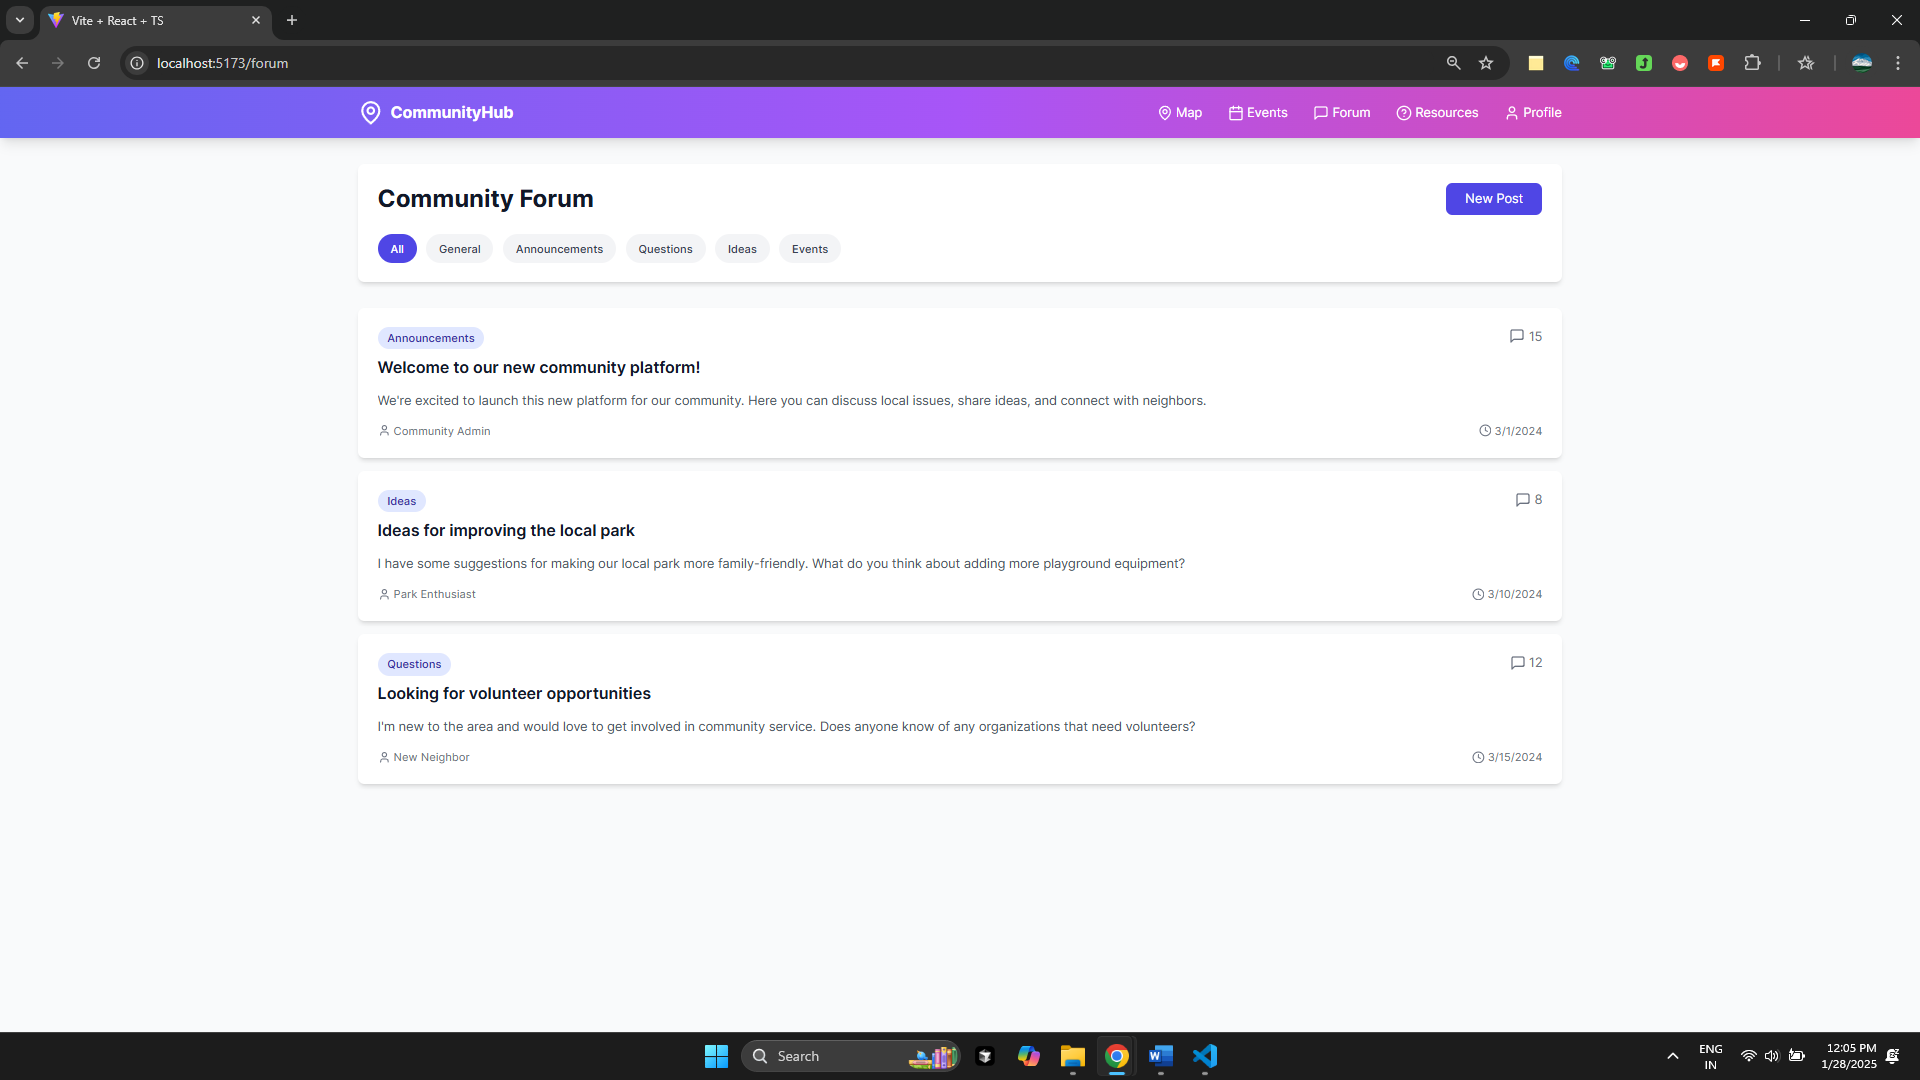 Vite + React + TS
localhost:5173/forum
CommunityHub
Map
Events
Forum
Resources
Profile
Community Forum
New Post
All
General
Announcements
Questions
Ideas
Events
Announcements
15
Welcome to our new community platform!
We're excited to launch this new platform for our community. Here you can discuss local issues, share ideas, and connect with neighbors.
Community Admin
3/1/2024
Ideas
8
Ideas for improving the local park
I have some suggestions for making our local park more family-friendly. What do you think about adding more playground equipment?
Park Enthusiast
3/10/2024
Questions
12
Looking for volunteer opportunities
I'm new to the area and would love to get involved in community service. Does anyone know of any organizations that need volunteers?
New Neighbor
3/15/2024
Search
ENG
IN
12:05 PM
1/28/2025